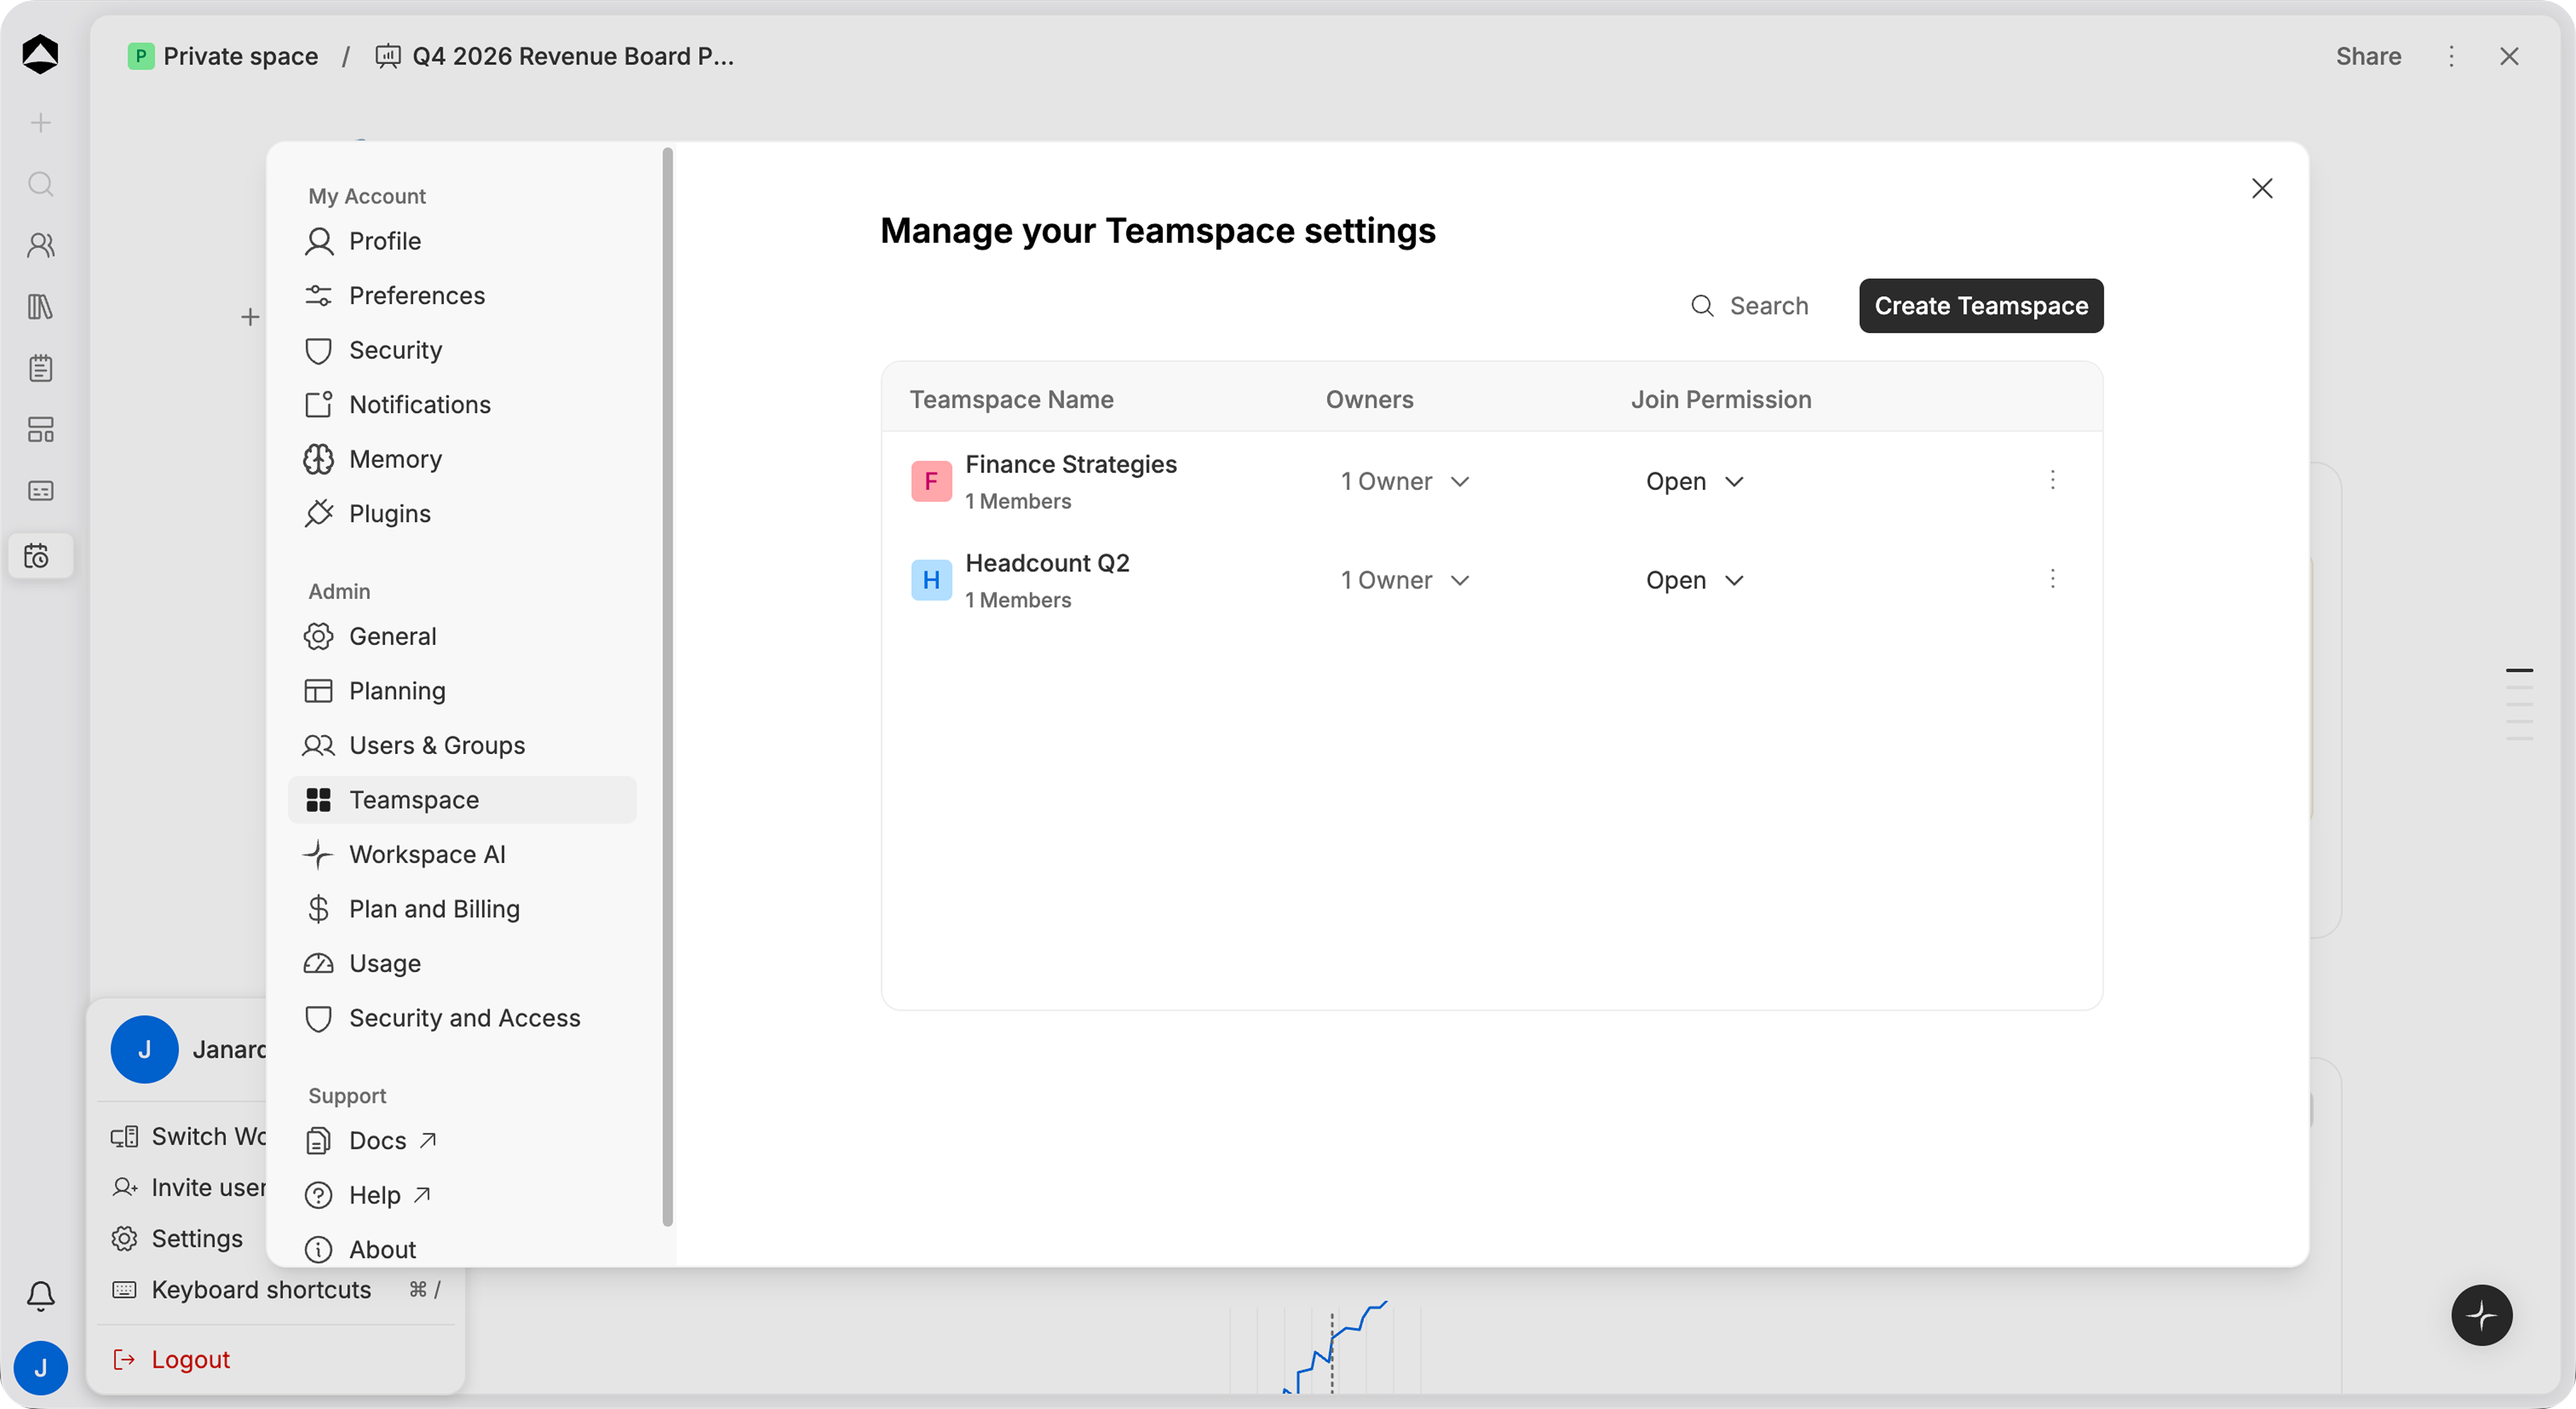 P Private space / Q4 2026 Revenue Board P...
Share
My Account
Profile
Preferences
Security
Notifications
Memory
Plugins
Admin
General
Planning
Users & Groups
Teamspace
Workspace AI
Plan and Billing
Usage
Security and Access
Support
Docs
Help
About
Manage your Teamspace settings
Search
Create Teamspace
Teamspace Name Owners Join Permission
F Finance Strategies
1 Members
1 Owner Open
H Headcount Q2
1 Members
1 Owner Open
J
Switch
Invite
Settings
Keyboard shortcuts ⌘ /
Logout
J